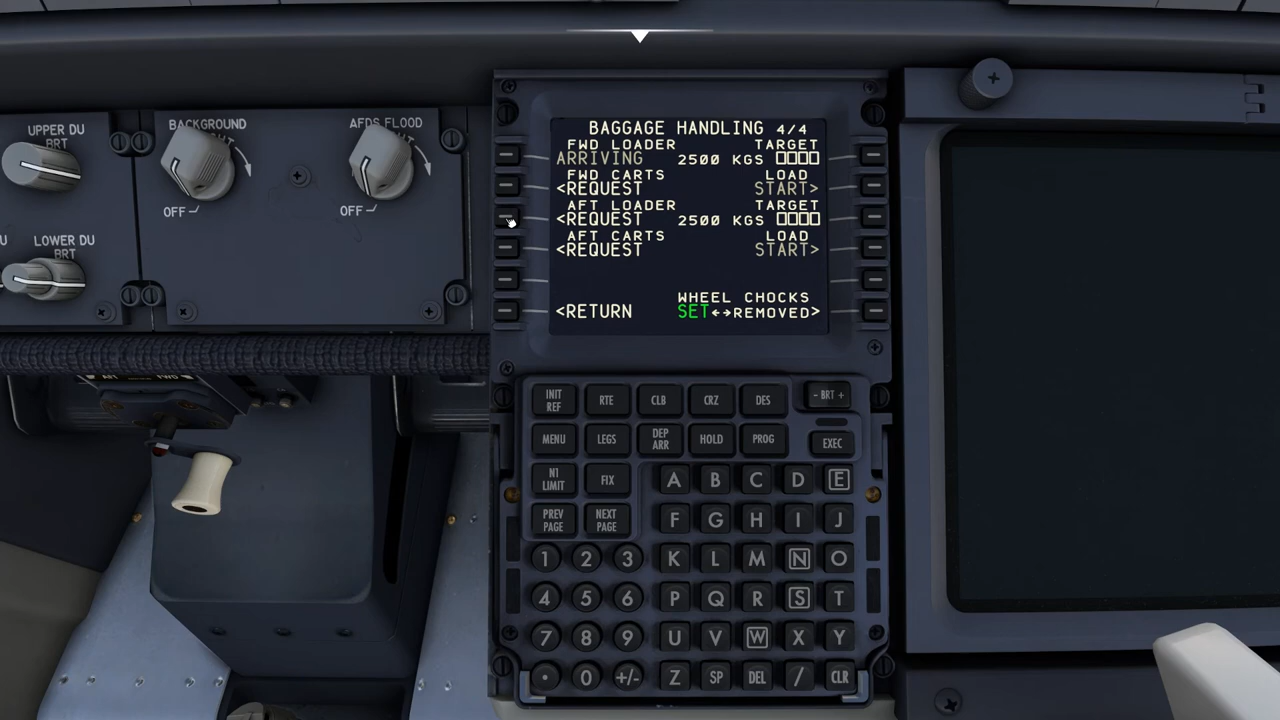 UPPER DU
BRT
BACKGROUND
OFF
AFDS FLOOD
OFF
LOWER DU
BRT
BAGGAGE HANDLING 4/4
FWD LOADER TARGET
ARRIVING 2500 KGS □□□□
FWD CARTS LOAD
<REQUEST START>
AFT LOADER TARGET
<REQUEST 2500 KGS □□□□
AFT CARTS LOAD
<REQUEST START>
WHEEL CHOCKS
<RETURN SET↔REMOVED>
INIT REF RTE CLB CRZ DES - BRT +
MENU LEGS DEP ARR HOLD PROG EXEC
N1 LIMIT FIX A B C D E
PREV PAGE NEXT PAGE F G H I J
1 2 3 K L M N O
4 5 6 P Q R S T
7 8 9 U V W X Y
. 0 +/- Z SP DEL / CLR